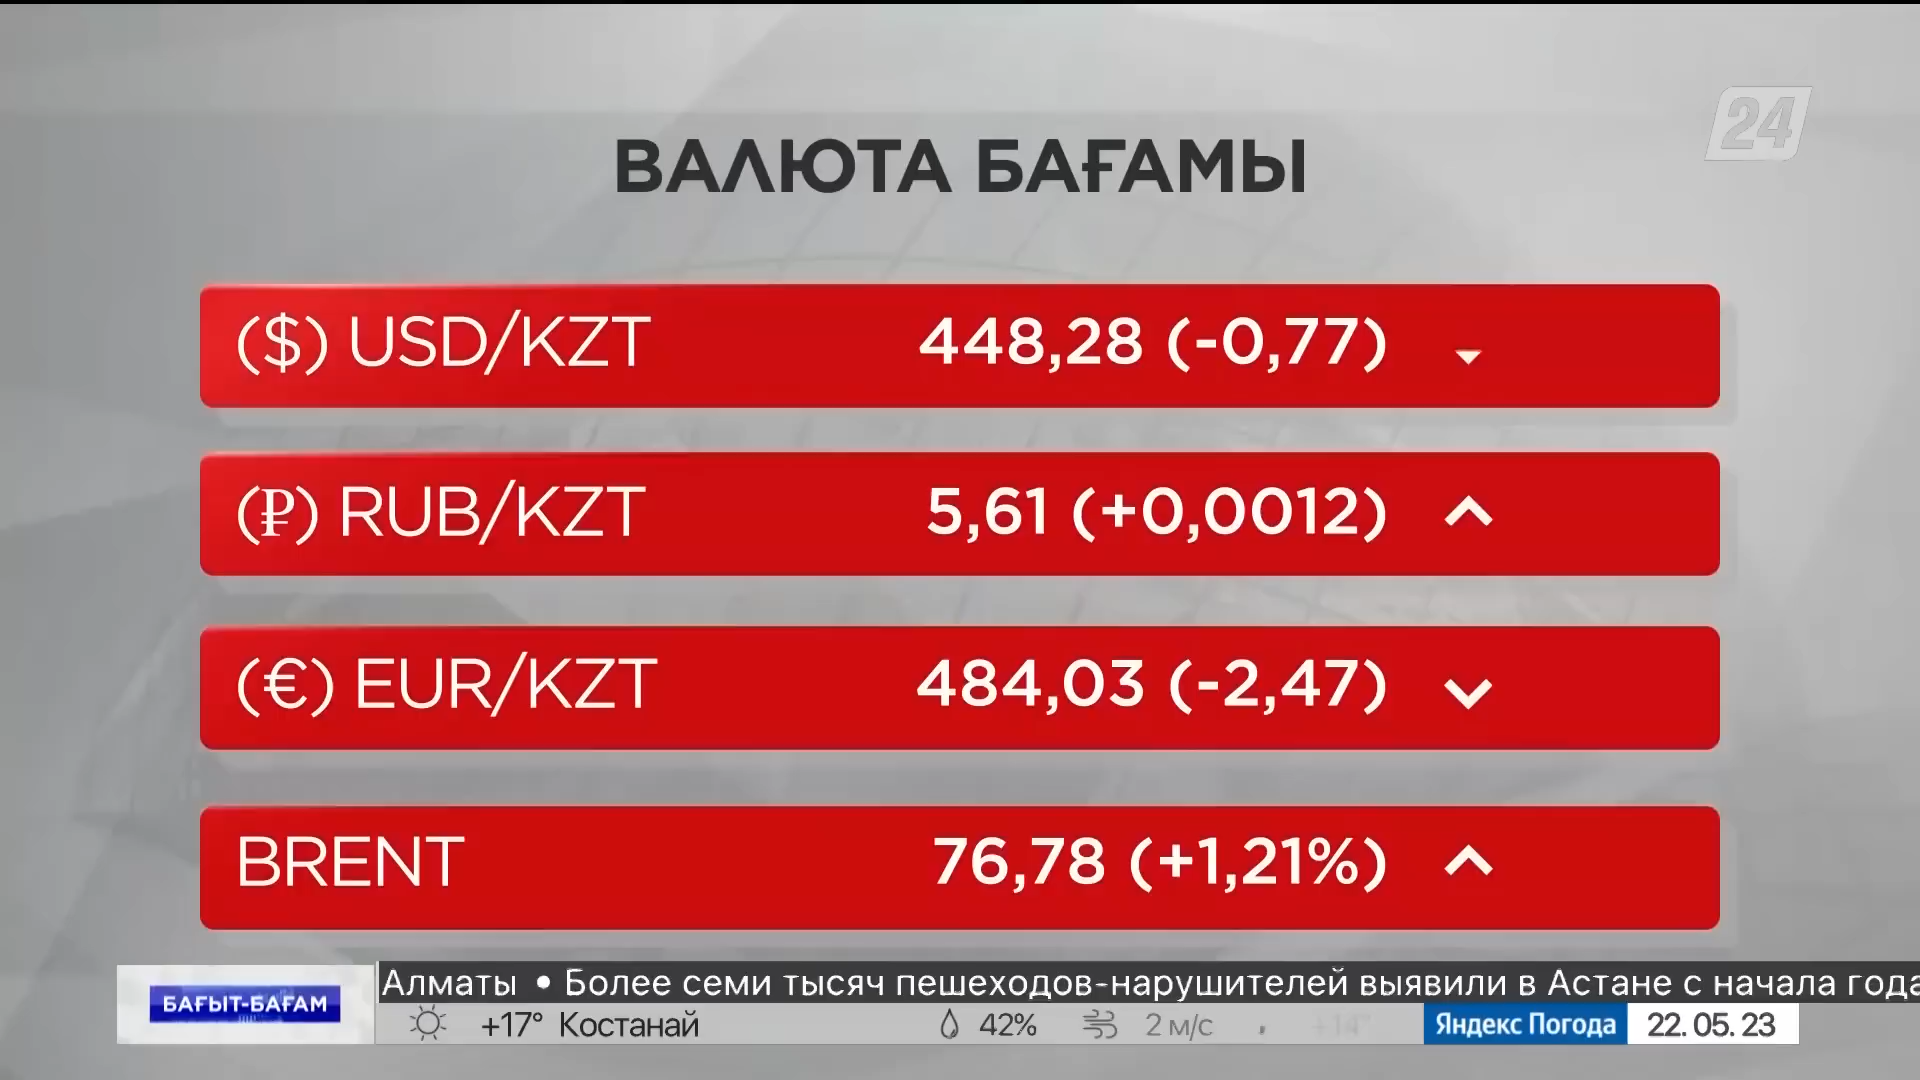 24
ВАЛЮТА БАҒАМЫ
($) USD/KZT 448,28 (-0,77)
(₽) RUB/KZT 5,61 (+0,0012)
(€) EUR/KZT 484,03 (-2,47)
BRENT 76,78 (+1,21%)
Алматы • Более семи тысяч пешеходов-нарушителей выявили в Астане с начала года
БАҒЫТ-БАҒАМ
+17° Костанай 42% 2 м/с +14° Яндекс Погода 22. 05. 23